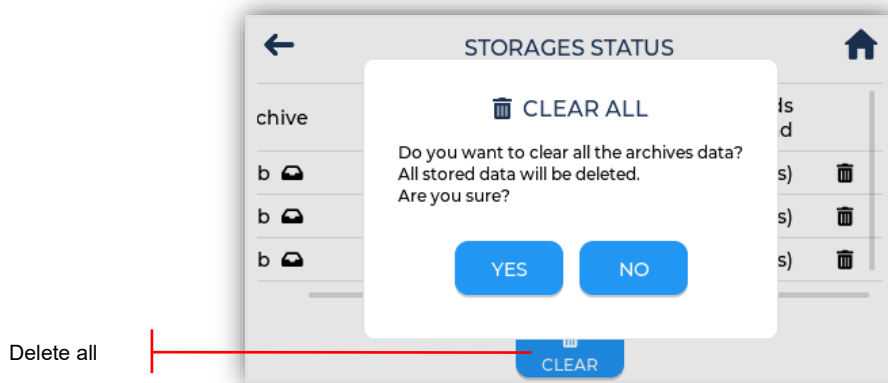 STORAGES STATUS
CLEAR ALL
chive
ds
d
Do you want to clear all the archives data?
All stored data will be deleted.
Are you sure?
b
s)
b
s)
b
s)
YES
NO
Delete all
CLEAR